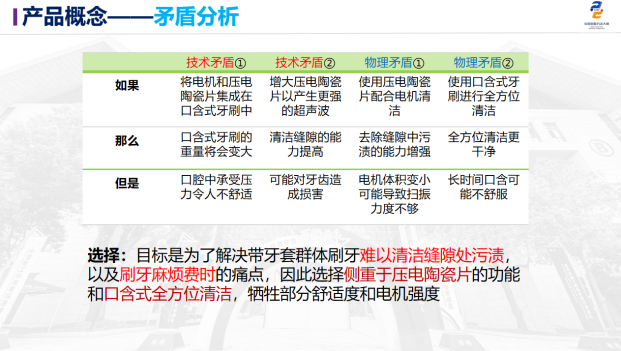 产品概念——矛盾分析
技术矛盾① 技术矛盾② 物理矛盾① 物理矛盾②
如果 将电机和压电陶瓷片集成在口含式牙刷中 增大压电陶瓷片以产生更强的超声波 使用压电陶瓷片配合电机清洁 使用口含式牙刷进行全方位清洁
那么 口含式牙刷的重量将会变大 清洁缝隙的能力提高 去除缝隙中污渍的能力增强 全方位清洁更干净
但是 口腔中承受压力令人不舒适 可能对牙齿造成损害 电机体积变小可能导致扫振力度不够 长时间口含可能不舒服
选择：目标是为了解决带牙套群体刷牙难以清洁缝隙处污渍，
以及刷牙麻烦费时的痛点，因此选择侧重于压电陶瓷片的功能
和口含式全方位清洁，牺牲部分舒适度和电机强度